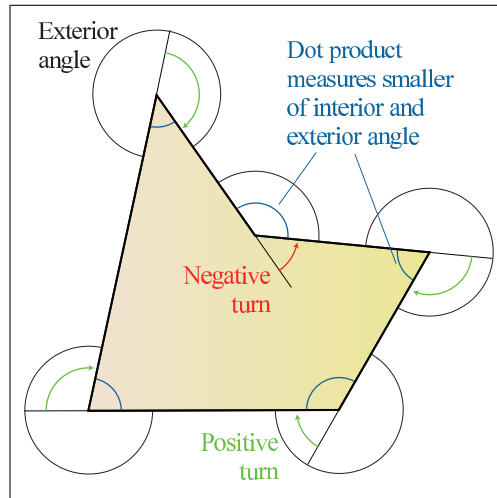 Exterior
angle
Dot product
measures smaller
of interior and
exterior angle
Negative
turn
Positive
turn